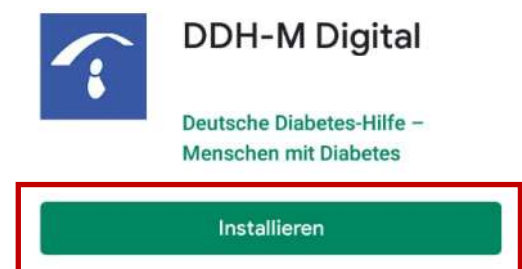 DDH-M Digital
Deutsche Diabetes-Hilfe –
Menschen mit Diabetes
Installieren